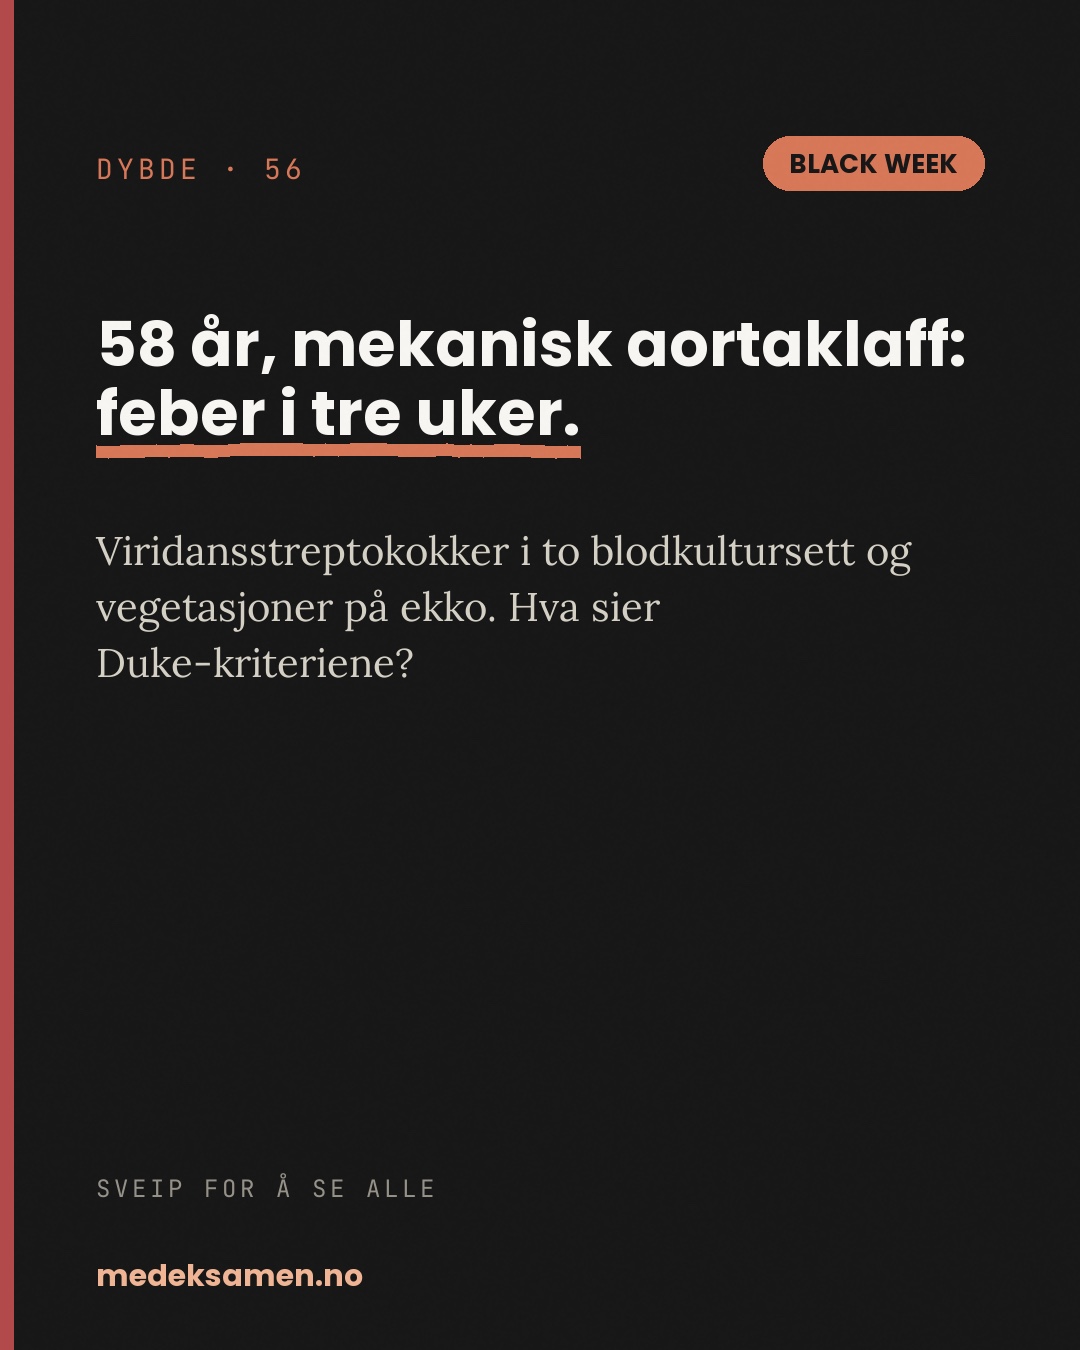 DYBDE · 56
BLACK WEEK
58 år, mekanisk aortaklaff:
feber i tre uker.
Viridansstreptokokker i to blodkultursett og
vegetasjoner på ekko. Hva sier
Duke-kriteriene?
SVEIP FOR Å SE ALLE
medeksamen.no